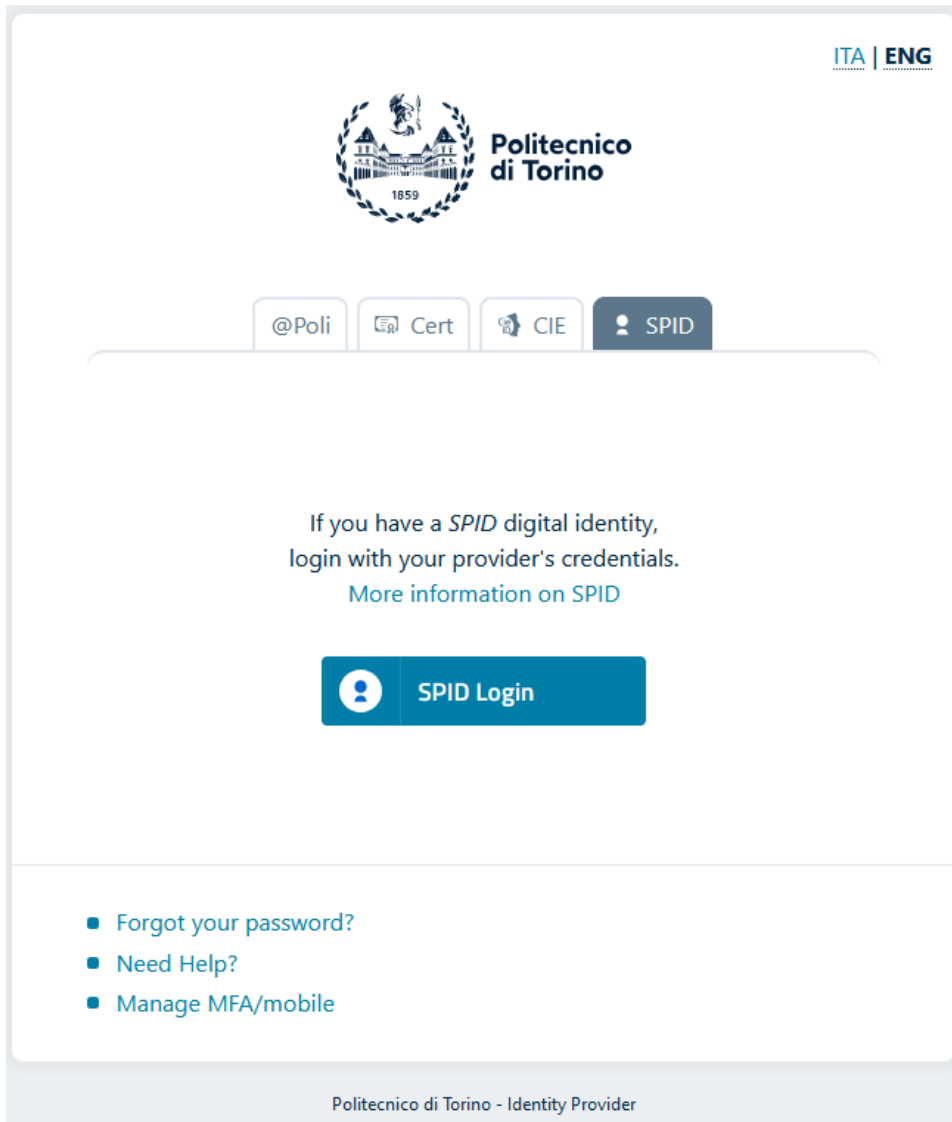 ITA | ENG
Politecnico
di Torino
1859
@Poli
Cert
CIE
SPID
If you have a SPID digital identity,
login with your provider's credentials.
More information on SPID
SPID Login
Forgot your password?
Need Help?
Manage MFA/mobile
Politecnico di Torino - Identity Provider